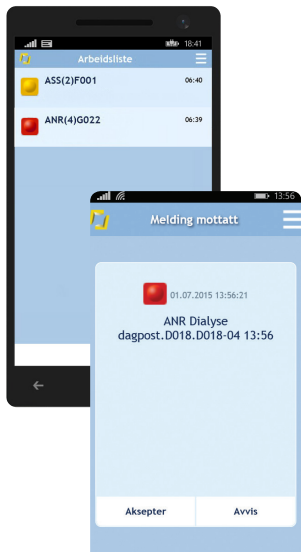 18:41
Arbeidsliste
ASS(2)F001 06:40
ANR(4)G022 06:39
13:56
Melding mottatt
01.07.2015 13:56:21
ANR Dialyse
dagpost.D018.D018-04 13:56
Aksepter Avvis